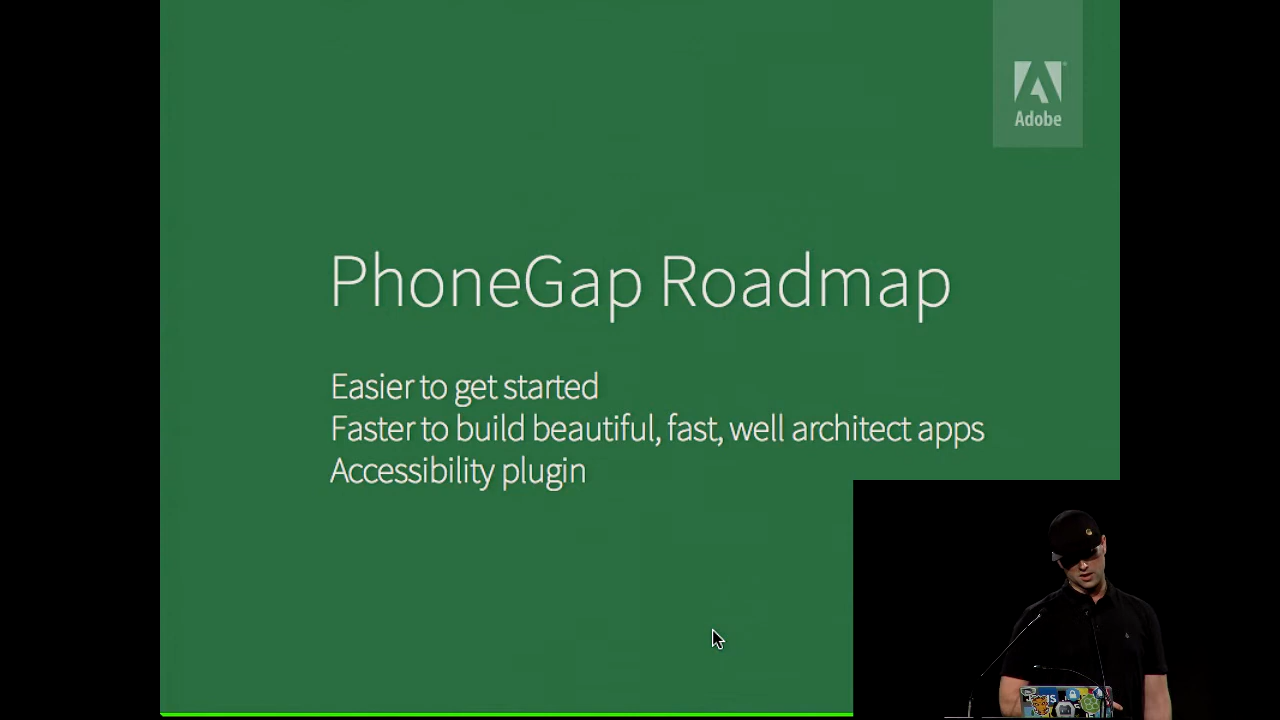 Adobe
PhoneGap Roadmap
Easier to get started
Faster to build beautiful, fast, well architect apps
Accessibility plugin